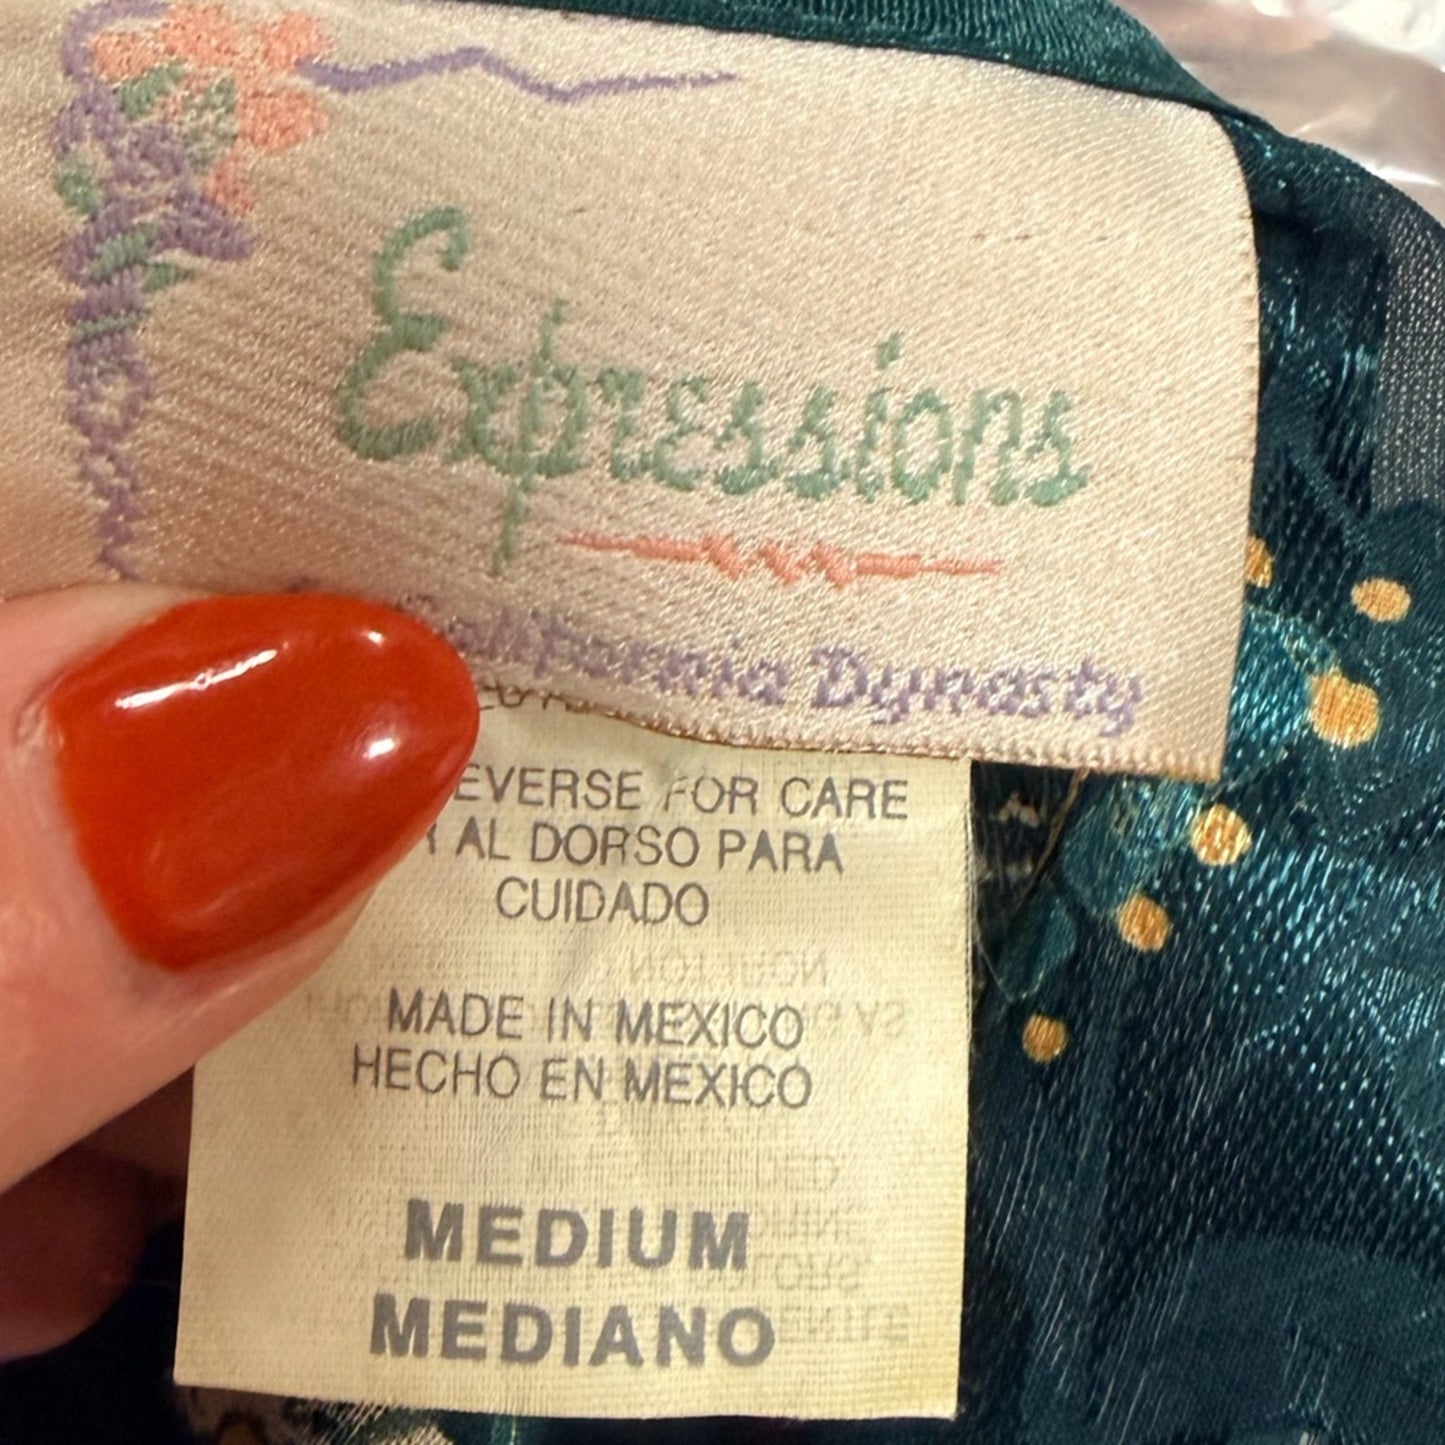 Expressions
California Dynasty
EVERSE FOR CARE
AL DORSO PARA
CUIDADO
MADE IN MEXICO
HECHO EN MEXICO
MEDIUM
MEDIANO